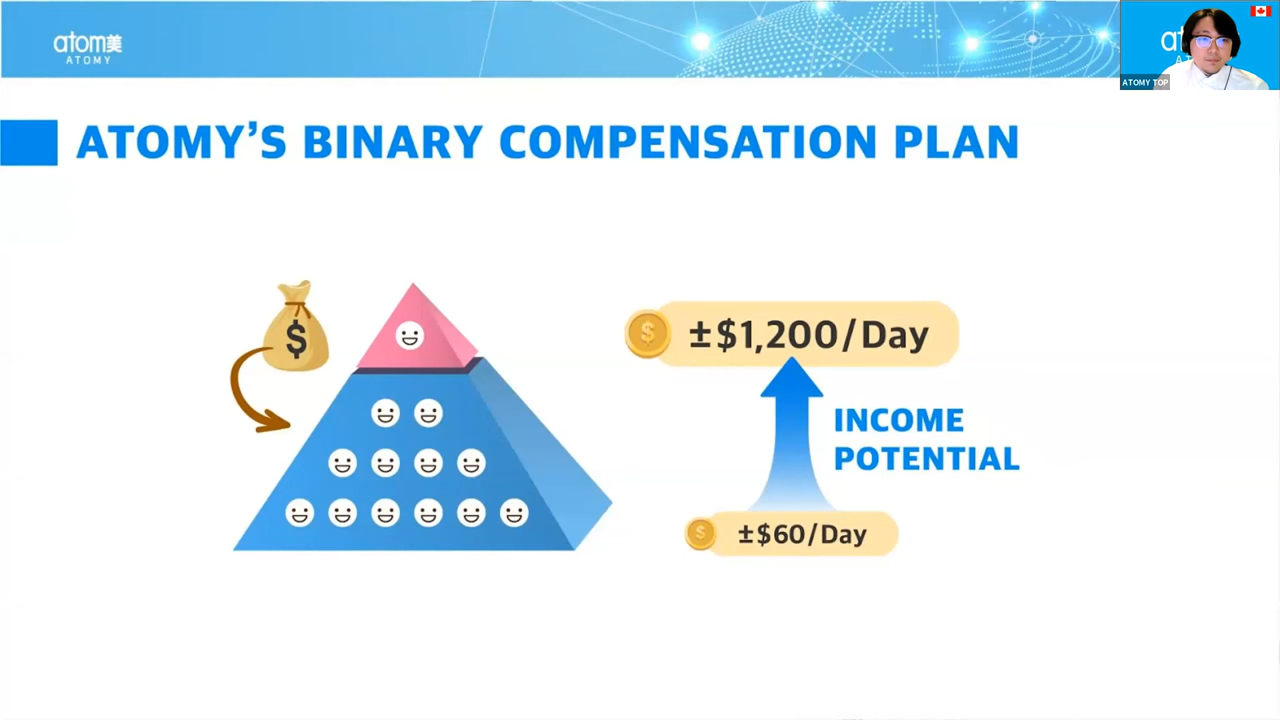 atom美
ATOMY
ATOMY TOP
ATOMY'S BINARY COMPENSATION PLAN
$
$ ±$1,200/Day
INCOME
POTENTIAL
$ ±$60/Day